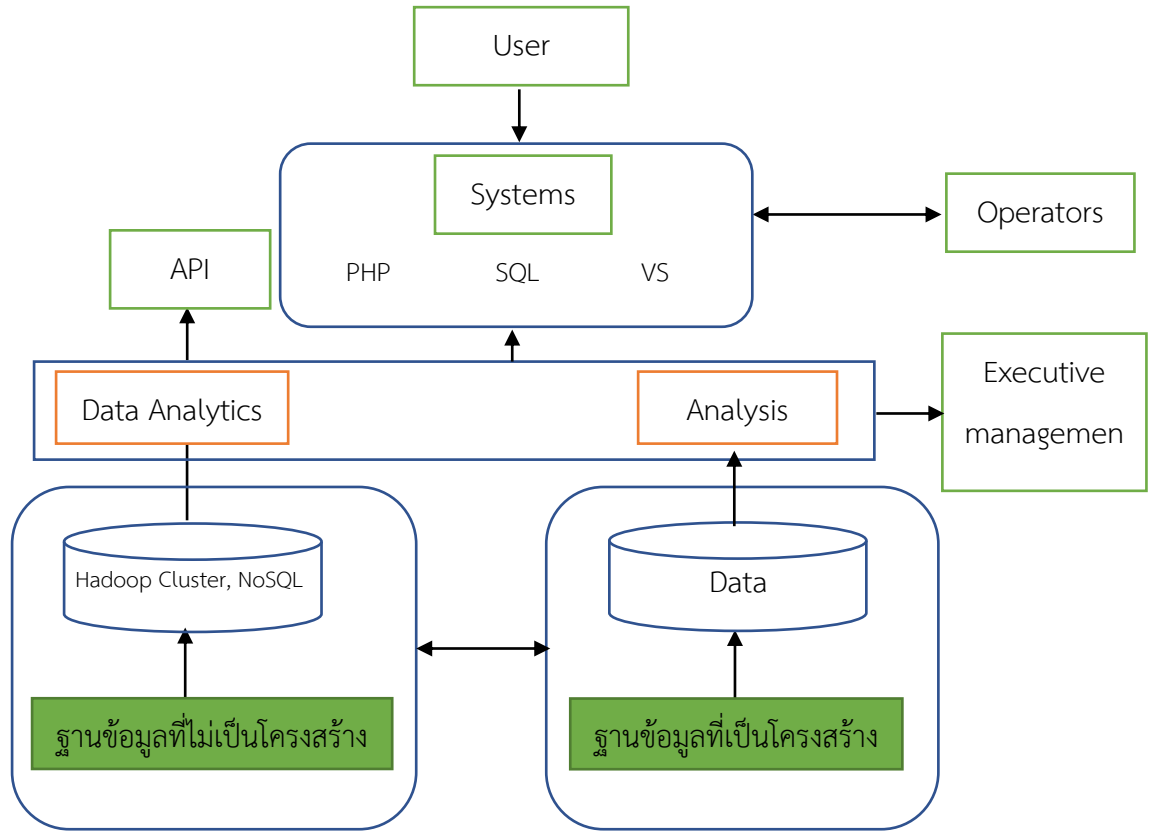 User
Systems
Operators
API
PHP SQL VS
Executive
managemen
Data Analytics
Analysis
Hadoop Cluster, NoSQL
Data
ฐานข้อมูลที่ไม่เป็นโครงสร้าง
ฐานข้อมูลที่เป็นโครงสร้าง